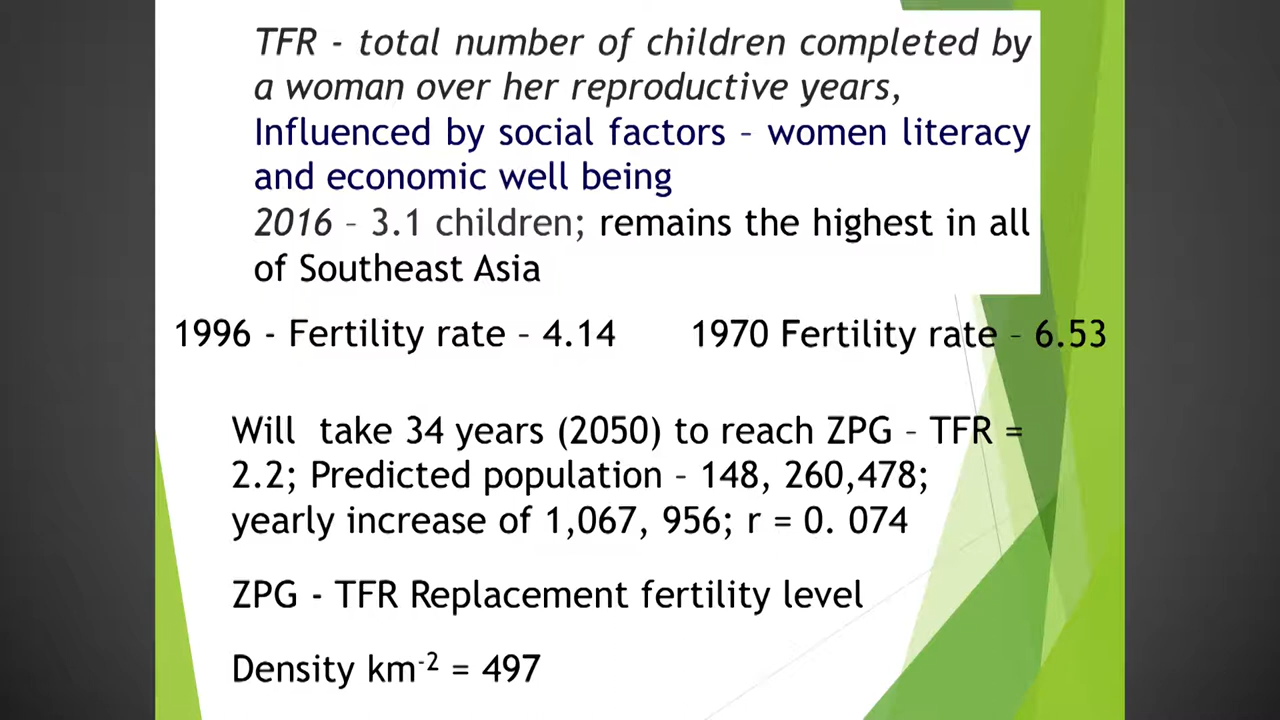 TFR - total number of children completed by
a woman over her reproductive years,
Influenced by social factors – women literacy
and economic well being
2016 – 3.1 children; remains the highest in all
of Southeast Asia
1996 - Fertility rate – 4.14 1970 Fertility rate – 6.53
Will take 34 years (2050) to reach ZPG – TFR =
2.2; Predicted population – 148, 260,478;
yearly increase of 1,067, 956; r = 0. 074
ZPG - TFR Replacement fertility level
Density km⁻² = 497